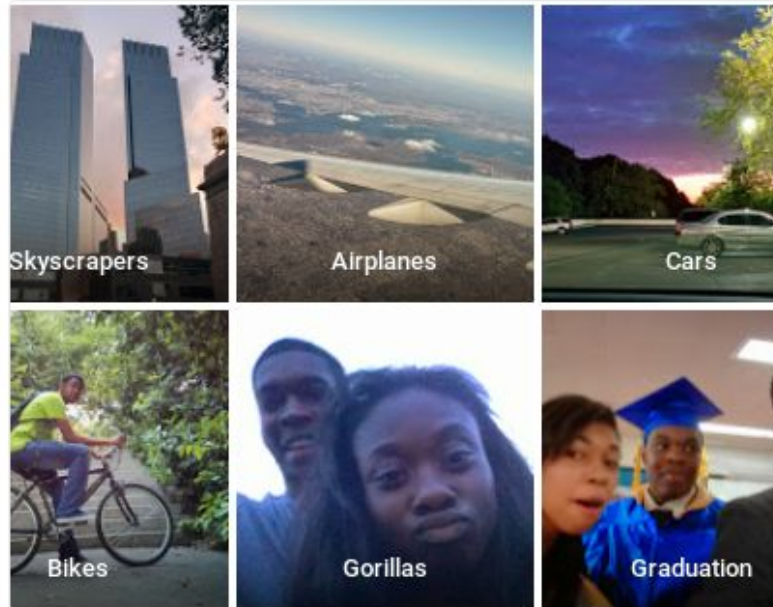 Skyscrapers
Airplanes
Cars
Bikes
Gorillas
Graduation